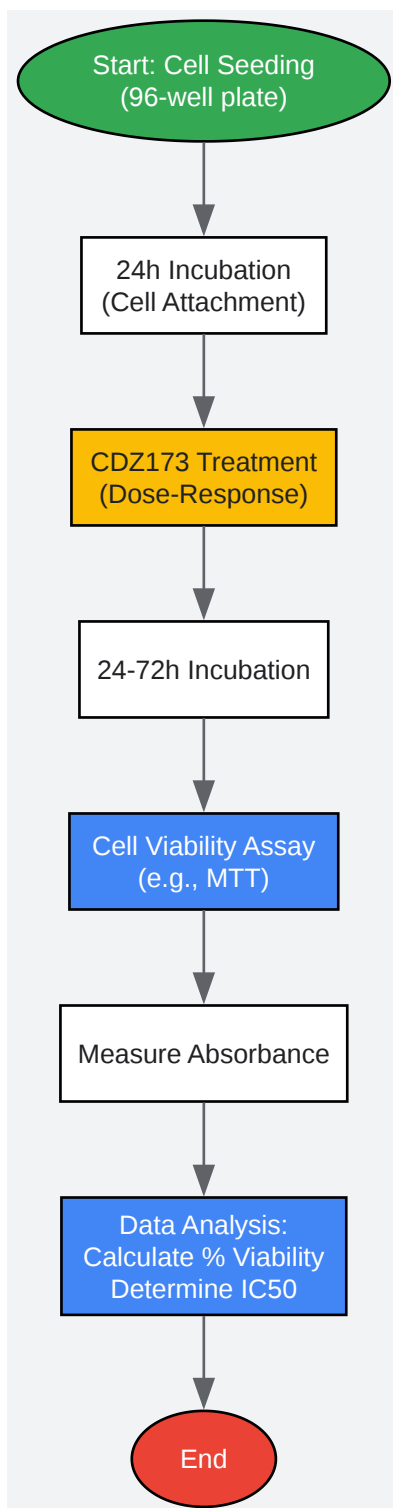 Start: Cell Seeding
(96-well plate)
24h Incubation
(Cell Attachment)
CDZ173 Treatment
(Dose-Response)
24-72h Incubation
Cell Viability Assay
(e.g., MTT)
Measure Absorbance
Data Analysis:
Calculate % Viability
Determine IC50
End